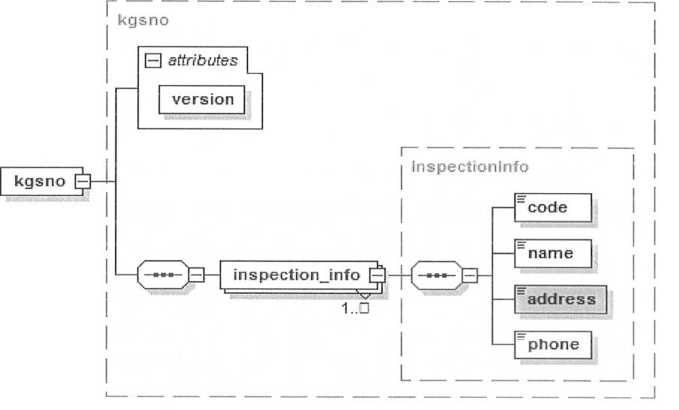 kgsno
attributes
version
kgsno
inspectionInfo
code
name
inspection_info
1..□
address
phone